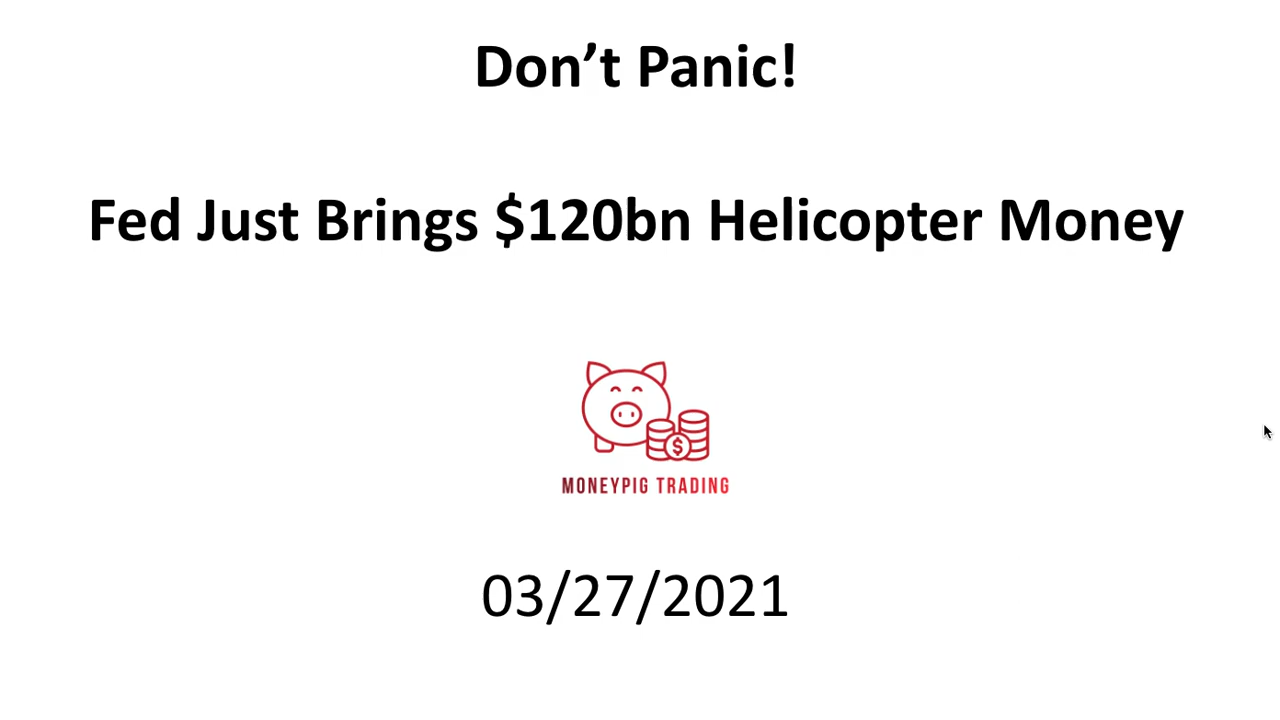 Don’t Panic!
Fed Just Brings $120bn Helicopter Money
$
MONEYPIG TRADING
03/27/2021